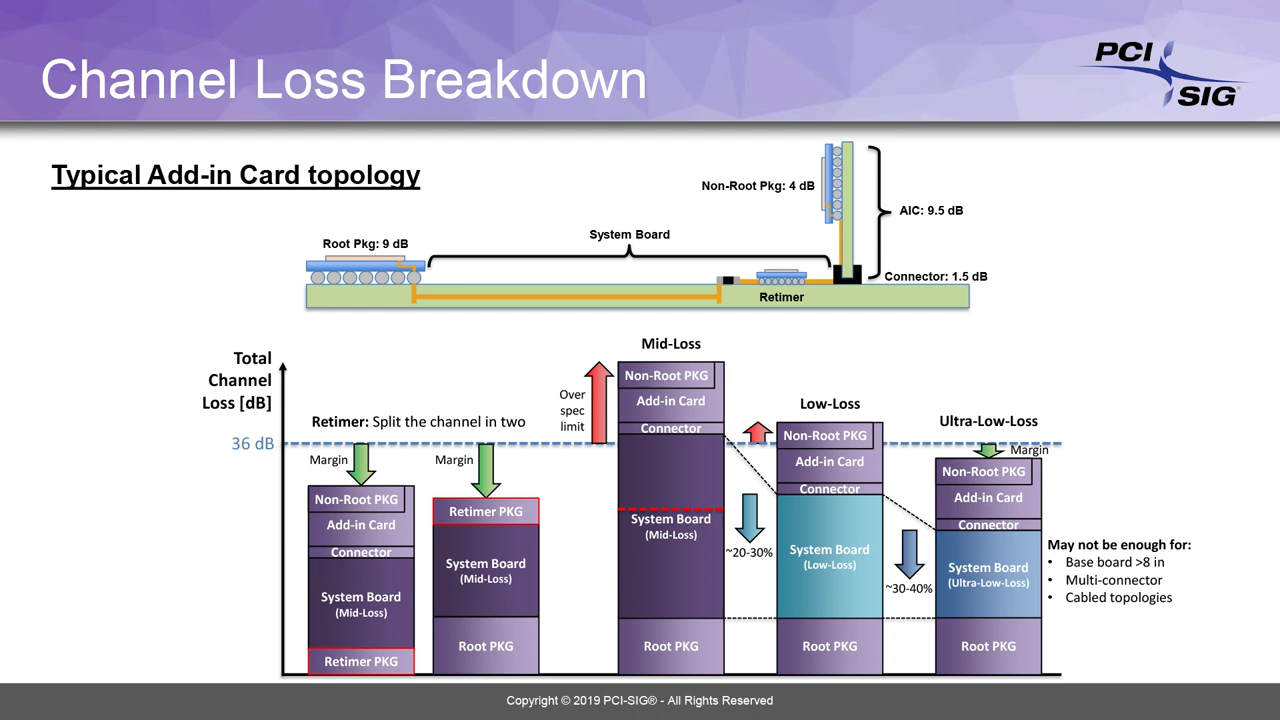 Channel Loss Breakdown
PCI
SIG
Typical Add-in Card topology
Non-Root Pkg: 4 dB
AIC: 9.5 dB
System Board
Root Pkg: 9 dB
Connector: 1.5 dB
Retimer
Total
Channel
Loss [dB]
36 dB
Retimer: Split the channel in two
Margin
Non-Root PKG
Add-in Card
Connector
System Board
(Mid-Loss)
Retimer PKG
Margin
Retimer PKG
System Board
(Mid-Loss)
Root PKG
Over
spec
limit
Mid-Loss
Non-Root PKG
Add-in Card
Connector
System Board
(Mid-Loss)
Root PKG
~20-30%
Low-Loss
Non-Root PKG
Add-in Card
Connector
System Board
(Low-Loss)
Root PKG
~30-40%
Ultra-Low-Loss
Margin
Non-Root PKG
Add-in Card
Connector
System Board
(Ultra-Low-Loss)
Root PKG
May not be enough for:
• Base board >8 in
• Multi-connector
• Cabled topologies
Copyright © 2019 PCI-SIG® - All Rights Reserved